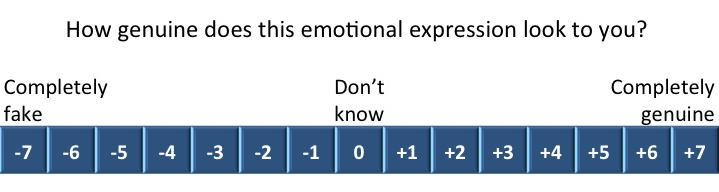 How genuine does this emotional expression look to you?
Completely Don’t Completely
fake know genuine
-7 -6 -5 -4 -3 -2 -1 0 +1 +2 +3 +4 +5 +6 +7